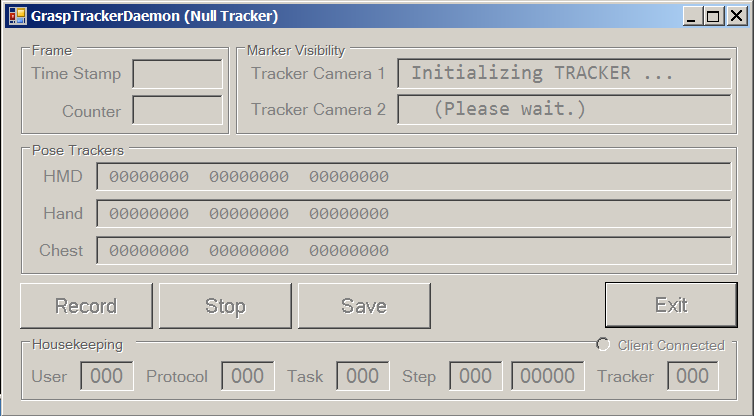 GraspTrackerDaemon (Null Tracker)
Frame
Time Stamp
Counter
Marker Visibility
Tracker Camera 1 Initializing TRACKER ...
Tracker Camera 2 (Please wait.)
Pose Trackers
HMD 00000000 00000000 00000000
Hand 00000000 00000000 00000000
Chest 00000000 00000000 00000000
Record Stop Save Exit
Housekeeping Client Connected
User 000 Protocol 000 Task 000 Step 000 00000 Tracker 000